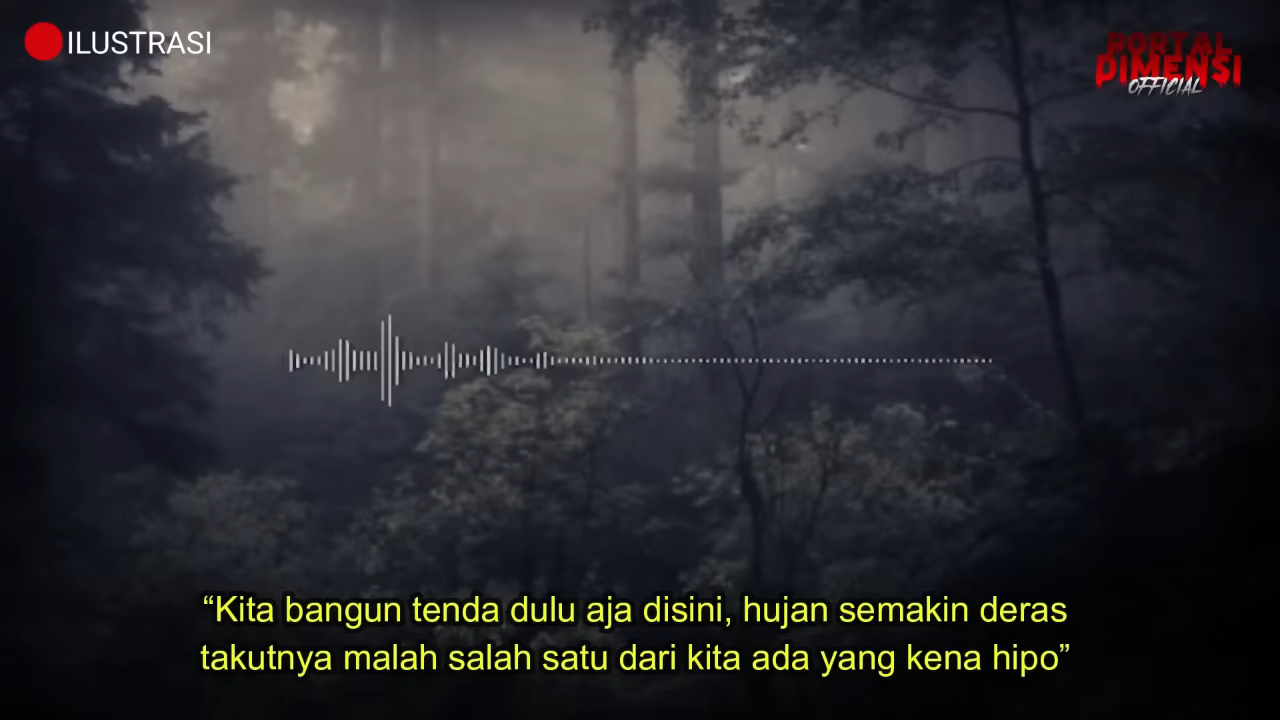 ILUSTRASI
PORTAL
DIMENSI
OFFICIAL
“Kita bangun tenda dulu aja disini, hujan semakin deras
takutnya malah salah satu dari kita ada yang kena hipo”